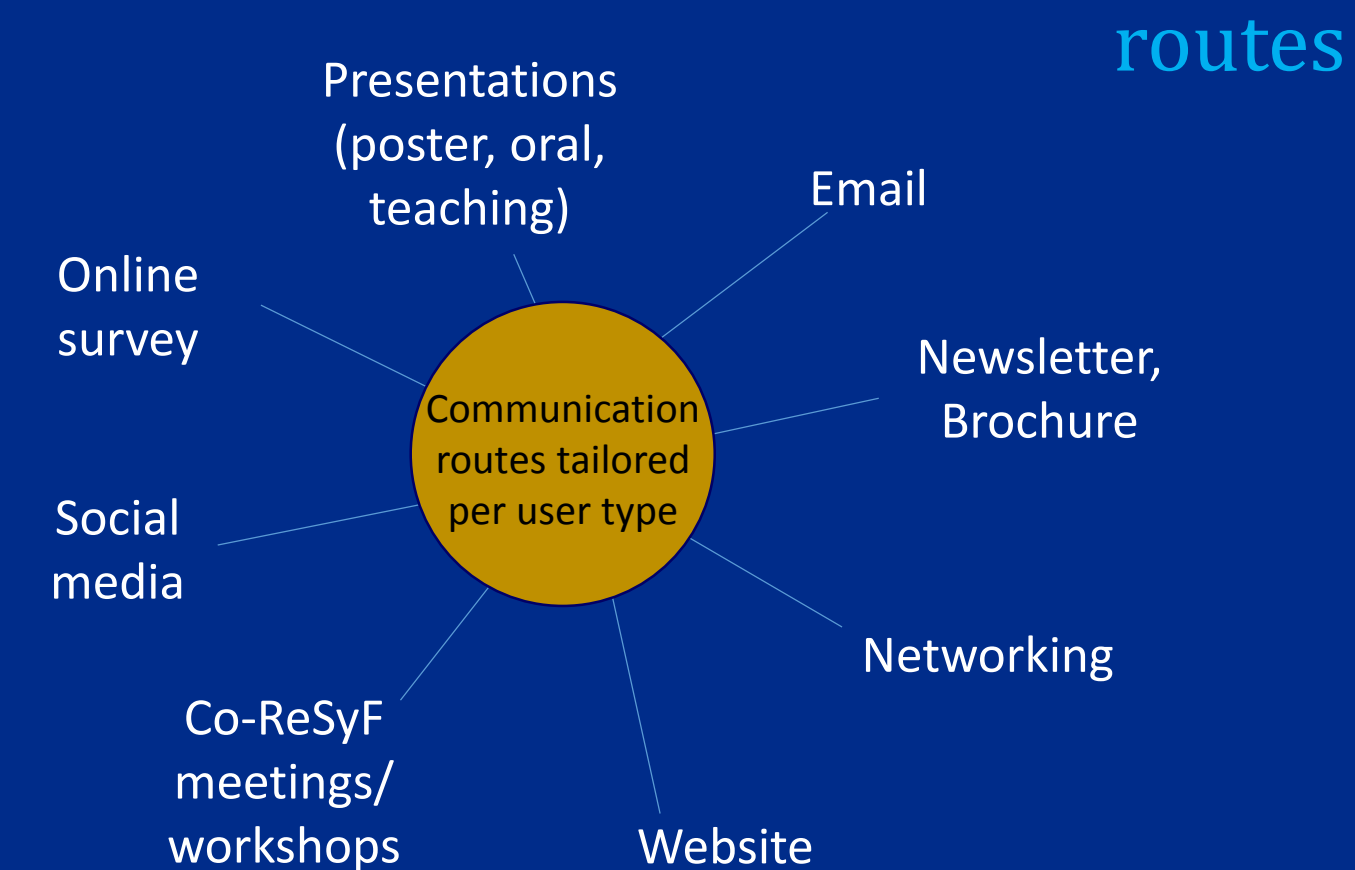 routes
Presentations
(poster, oral,
teaching)
Email
Online
survey
Newsletter,
Brochure
Communication
routes tailored
per user type
Social
media
Networking
Co-ReSyF
meetings/
workshops
Website